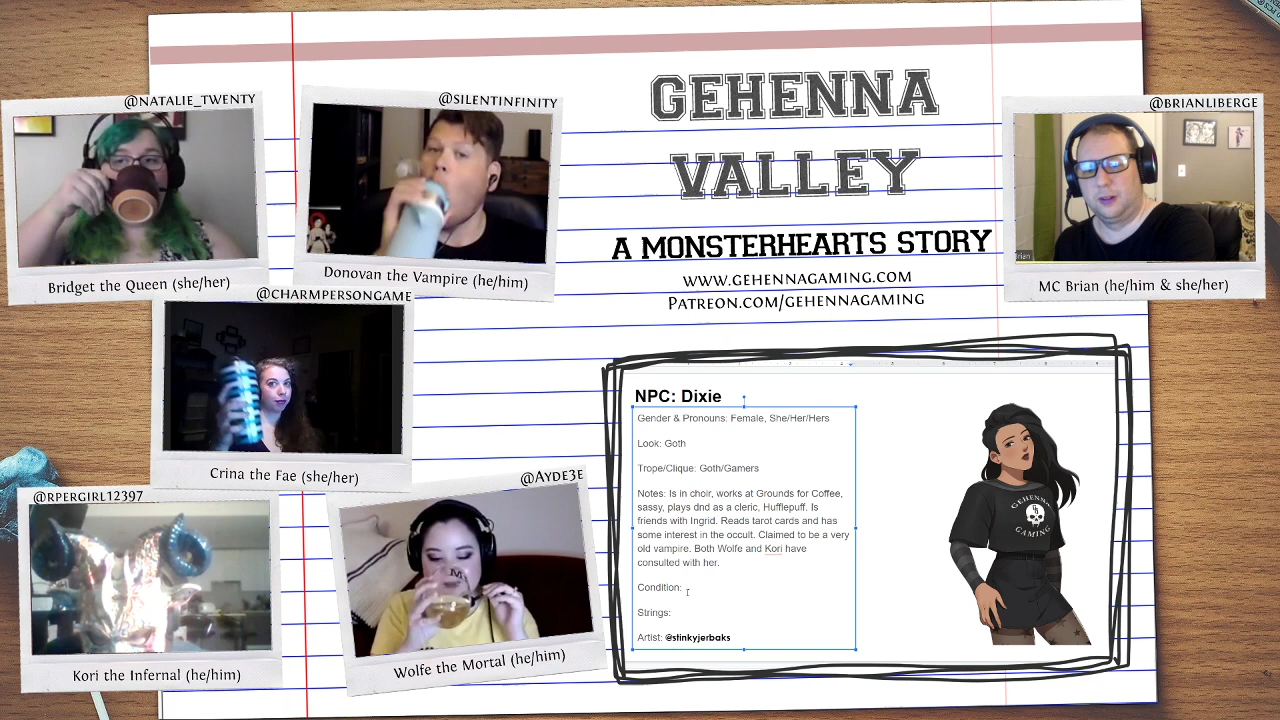 @NATALIE_TWENTY
Bridget the Queen (she/her)
@SILENTINFINITY
Donovan the Vampire (he/him)
GEHENNA
VALLEY
A MONSTERHEARTS STORY
WWW.GEHENNAGAMING.COM
PATREON.COM/GEHENNAGAMING
@BRIANLIBERGE
Brian
MC Brian (he/him & she/her)
@CHARMPERSONGAME
Crina the Fae (she/her)
@RPERGIRL12397
Kori the Infernal (he/him)
@AYDE3E
Wolfe the Mortal (he/him)
NPC: Dixie
Gender & Pronouns: Female, She/Her/Hers
Look: Goth
Trope/Clique: Goth/Gamers
Notes: Is in choir, works at Grounds for Coffee,
sassy, plays dnd as a cleric, Hufflepuff. Is
friends with Ingrid. Reads tarot cards and has
some interest in the occult. Claimed to be a very
old vampire. Both Wolfe and Kori have
consulted with her.
Condition:
Strings:
Artist: @stinkyjerbaks
GEHENNA
GAMING